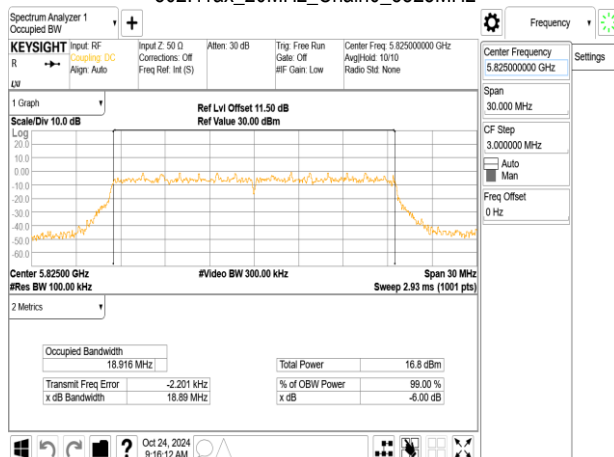 802.11ax_20MHz_Chain0_5825MHz
Spectrum Analyzer 1
Occupied BW
Frequency
KEYSIGHT
R
Input: RF
Coupling: DC
Align: Auto
Input Z: 50 Ω
Corrections: Off
Freq Ref: Int (S)
Atten: 30 dB
Trig: Free Run
Gate: Off
#IF Gain: Low
Center Freq: 5.825000000 GHz
Avg|Hold: 10/10
Radio Std: None
Center Frequency
5.825000000 GHz
Settings
Span
30.000 MHz
CF Step
3.000000 MHz
Auto
Man
Freq Offset
0 Hz
1 Graph
Scale/Div 10.0 dB
Ref Lvl Offset 11.50 dB
Ref Value 30.00 dBm
Log
20.0
10.0
0.00
-10.0
-20.0
-30.0
-40.0
-50.0
-60.0
Center 5.82500 GHz
#Res BW 100.00 kHz
#Video BW 300.00 kHz
Span 30 MHz
Sweep 2.93 ms (1001 pts)
2 Metrics
Occupied Bandwidth
18.916 MHz
Transmit Freq Error -2.201 kHz
x dB Bandwidth 18.89 MHz
Total Power 16.8 dBm
% of OBW Power 99.00 %
x dB -6.00 dB
Oct 24, 2024
9:16:12 AM